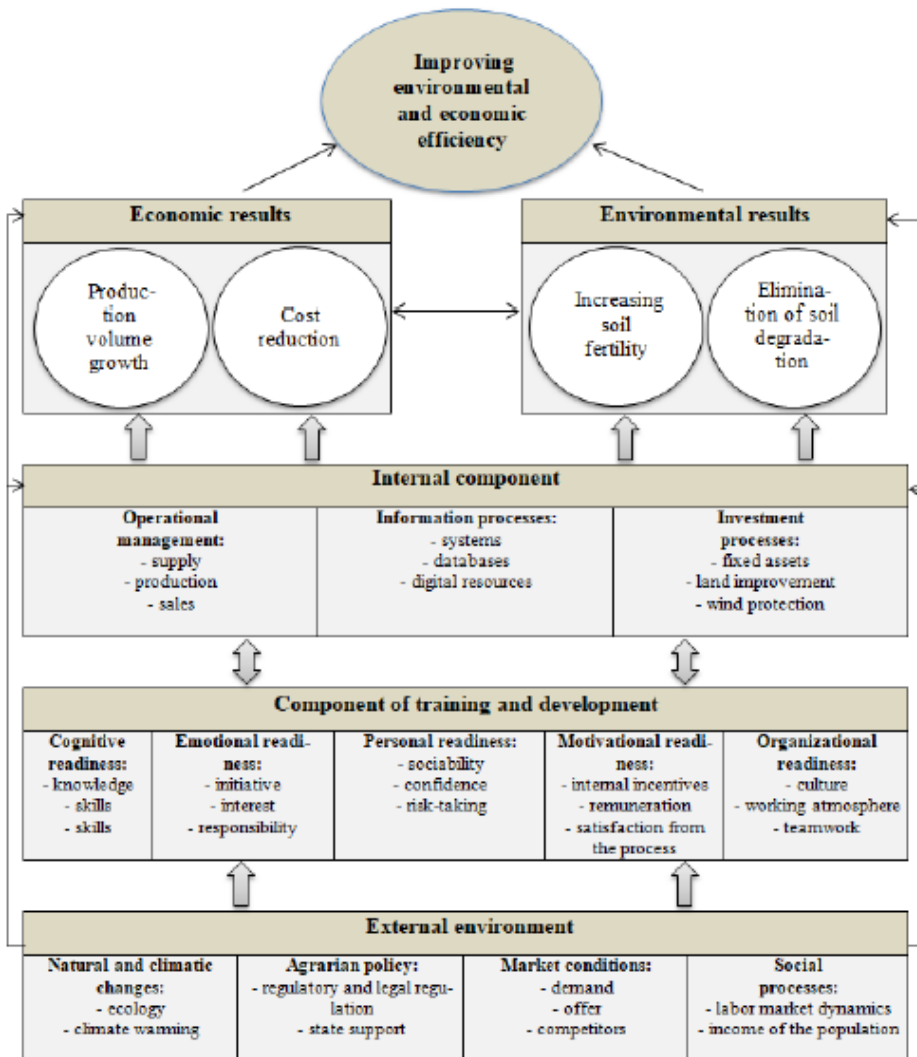 Improving
environmental
and economic
efficiency
Economic results
Produc-
tion
volume
growth
Cost
reduction
Environmental results
Increasing
soil
fertility
Elimina-
tion of soil
degrada-
tion
Internal component
Operational
management:
- supply
- production
- sales
Information processes:
- systems
- databases
- digital resources
Investment
processes:
- fixed assets
- land improvement
- wind protection
Component of training and development
Cognitive
readiness:
- knowledge
- skills
- skills
Emotional readi-
ness:
- initiative
- interest
- responsibility
Personal readiness:
- sociability
- confidence
- risk-taking
Motivational readi-
ness:
- internal incentives
- remuneration
- satisfaction from
the process
Organizational
readiness:
- culture
- working atmosphere
- teamwork
External environment
Natural and climatic
changes:
- ecology
- climate warming
Agrarian policy:
- regulatory and legal regu-
lation
- state support
Market conditions:
- demand
- offer
- competitors
Social
processes:
- labor market dynamics
- income of the population